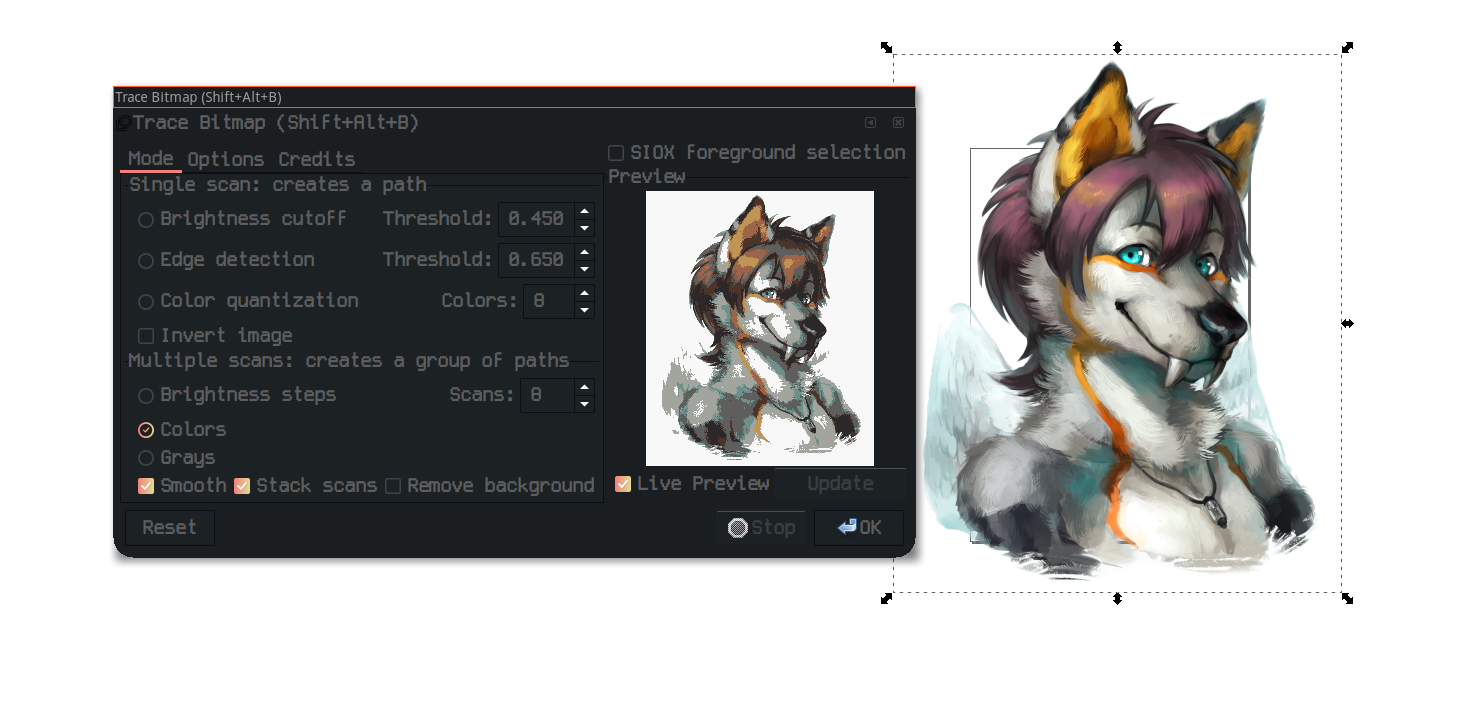 Trace Bitmap (Shift+Alt+B)
Trace Bitmap (Shift+Alt+B)
Mode Options Credits
Single scan: creates a path
Brightness cutoff Threshold: 0.450
Edge detection Threshold: 0.650
Color quantization Colors: 8
Invert image
Multiple scans: creates a group of paths
Brightness steps Scans: 8
Colors
Grays
Smooth Stack scans Remove background
SIOX foreground selection
Preview
Live Preview Update
Reset Stop OK